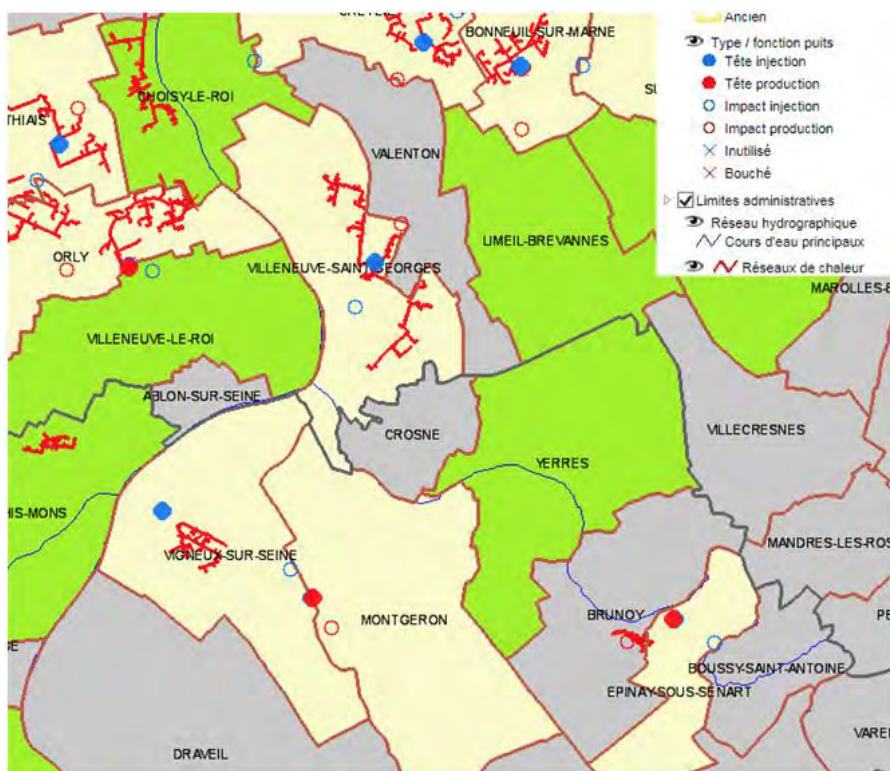 Ancien
Type / fonction puits
Tête injection
Tête production
Impact injection
Impact production
Inutilisé
Bouché
Limites administratives
Réseau hydrographique
Cours d'eau principaux
Réseaux de chaleur
BONNEUIL-SUR-MARNE
CHOISY-LE-ROI
THIAIS
VALENTON
LIMEIL-BREVANNES
ORLY
VILLENEUVE-SAINT-GEORGES
MAROLLES-
VILLENEUVE-LE-ROI
ABLON-SUR-SEINE
CROSNE
VILLECRESNES
YERRES
HIS-MONS
VIGNEUX-SUR-SEINE
MANDRES-LES-ROS
MONTGERON
BRUNOY
PE
BOUSSY-SAINT-ANTOINE
EPINAY-SOUS-SENART
DRAVEIL
VARE